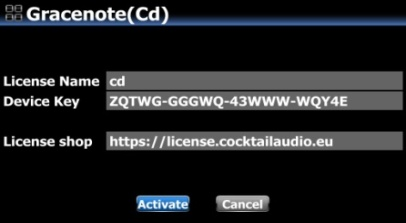 Gracenote(Cd)
License Name cd
Device Key ZQTWG-GGGWQ-43WWW-WQY4E
License shop https://license.cocktailaudio.eu
Activate Cancel